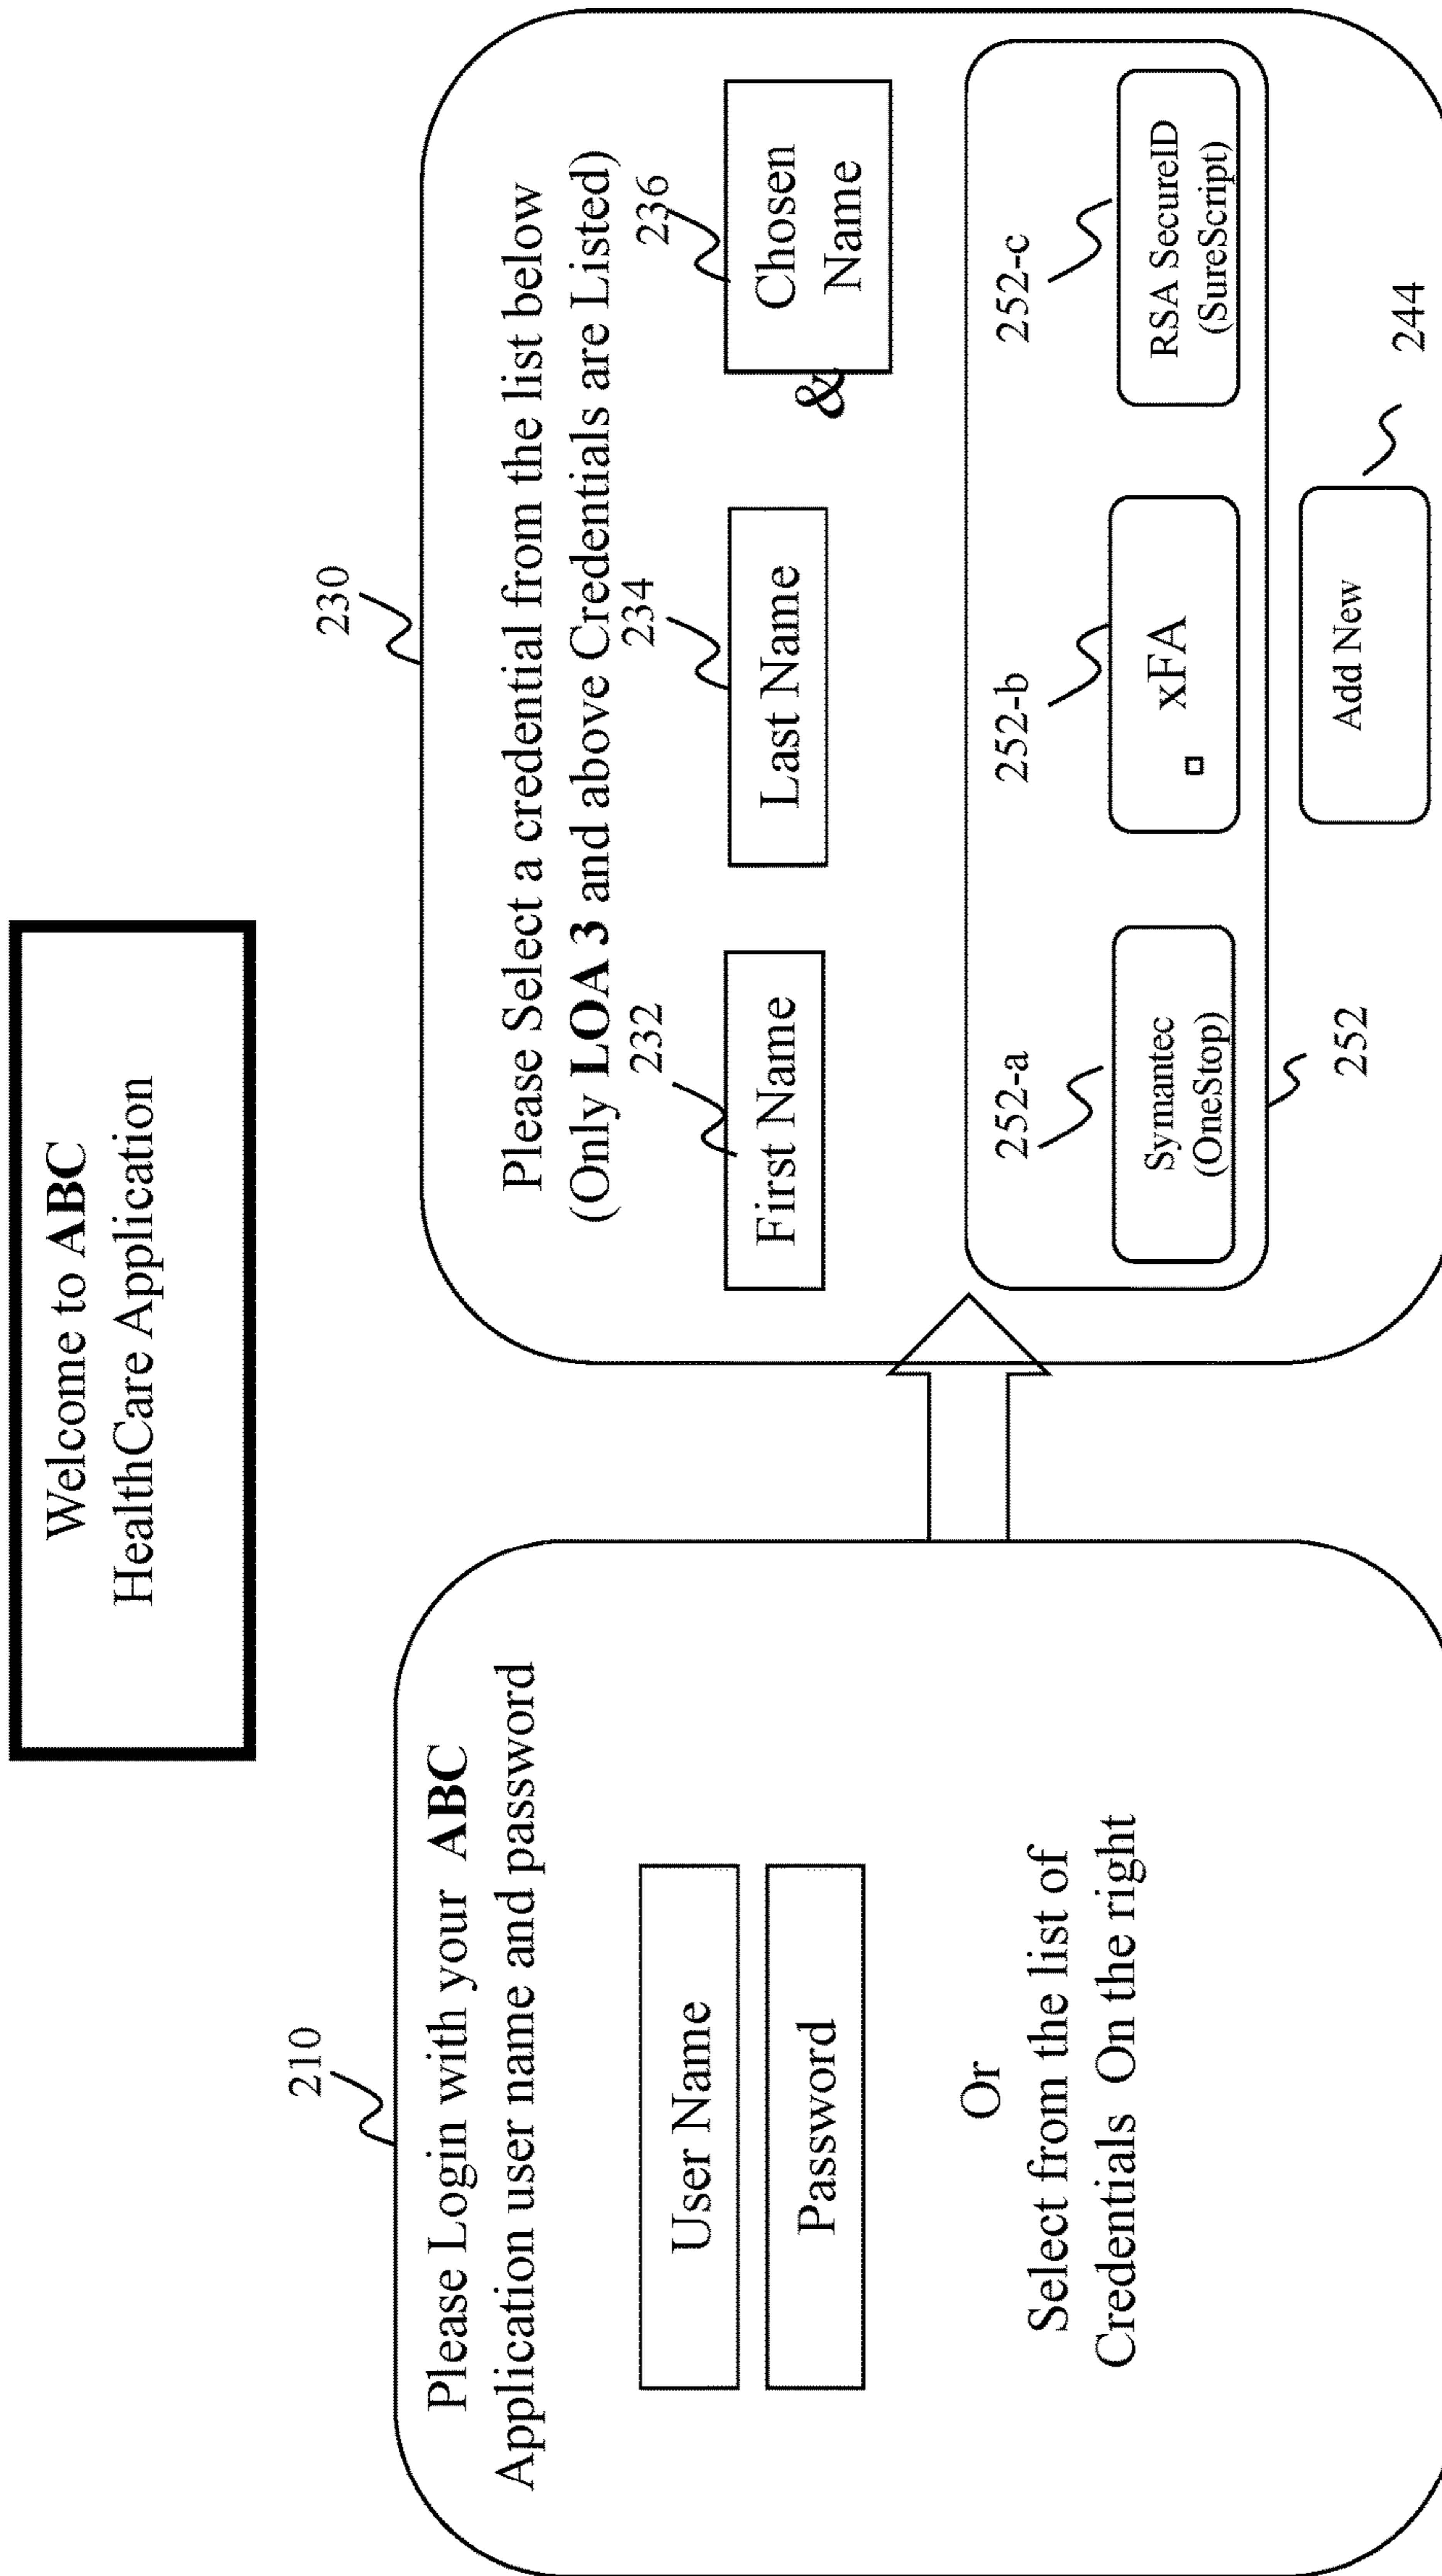 Welcome to ABC
HealthCare Application
210
Please Login with your ABC
Application user name and password
User Name
Password
Or
Select from the list of
Credentials On the right
230
Please Select a credential from the list below
(Only LOA 3 and above Credentials are Listed)
232
234
236
First Name
Last Name
&
Chosen
Name
252-a
252-b
252-c
Symantec
(OneStop)
xFA
RSA SecureID
(SureScript)
252
Add New
244